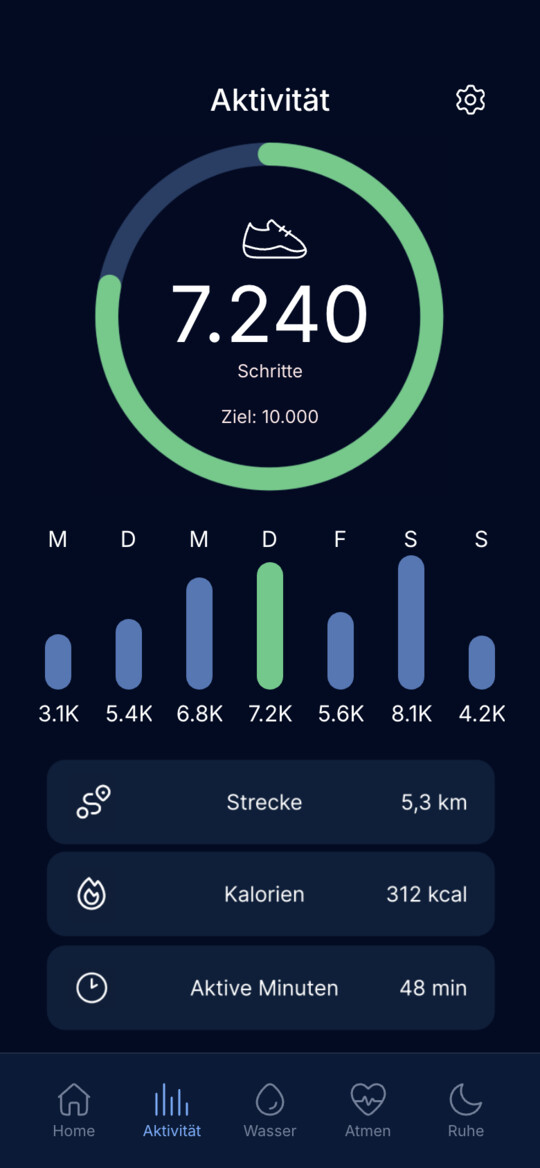 Aktivität
7.240
Schritte
Ziel: 10.000
M D M D F S S
3.1K 5.4K 6.8K 7.2K 5.6K 8.1K 4.2K
Strecke 5,3 km
Kalorien 312 kcal
Aktive Minuten 48 min
Home Aktivität Wasser Atmen Ruhe